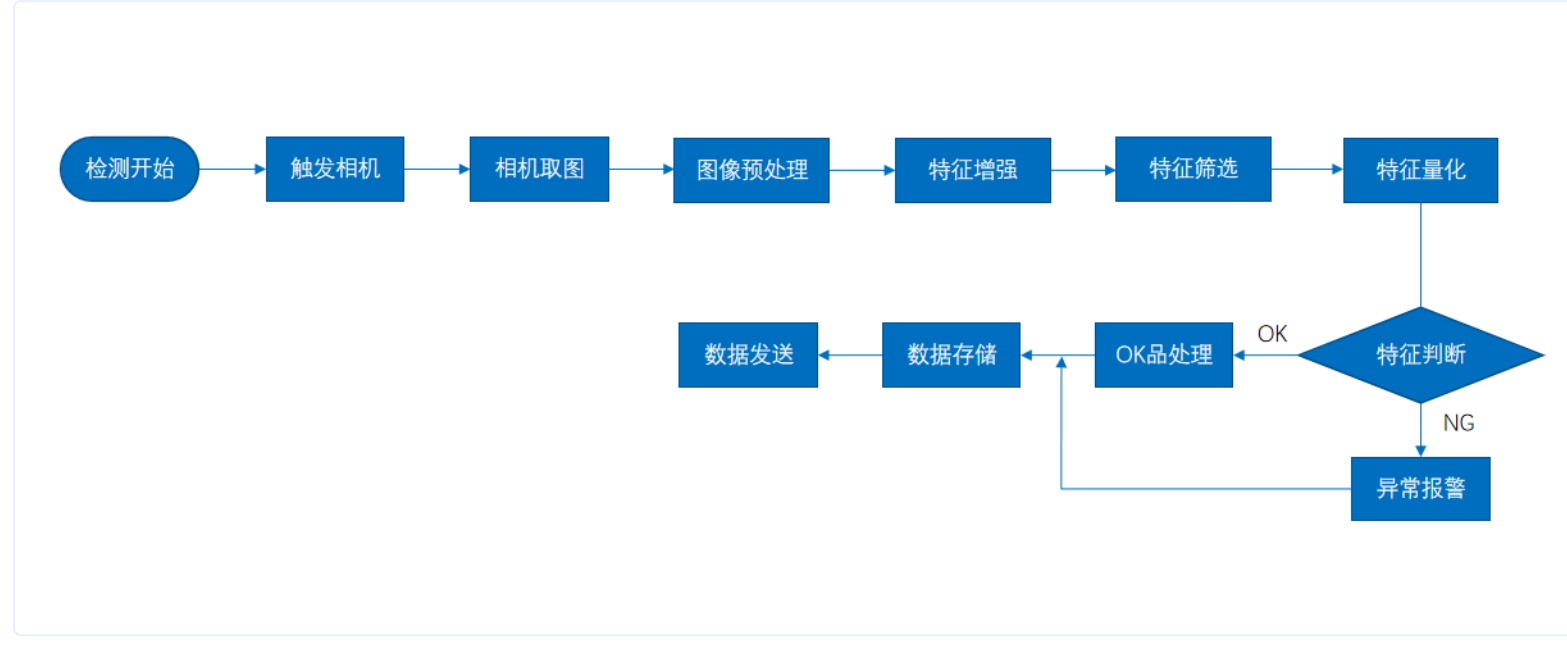 检测开始
触发相机
相机取图
图像预处理
特征增强
特征筛选
特征量化
特征判断
OK
OK品处理
数据存储
数据发送
NG
异常报警